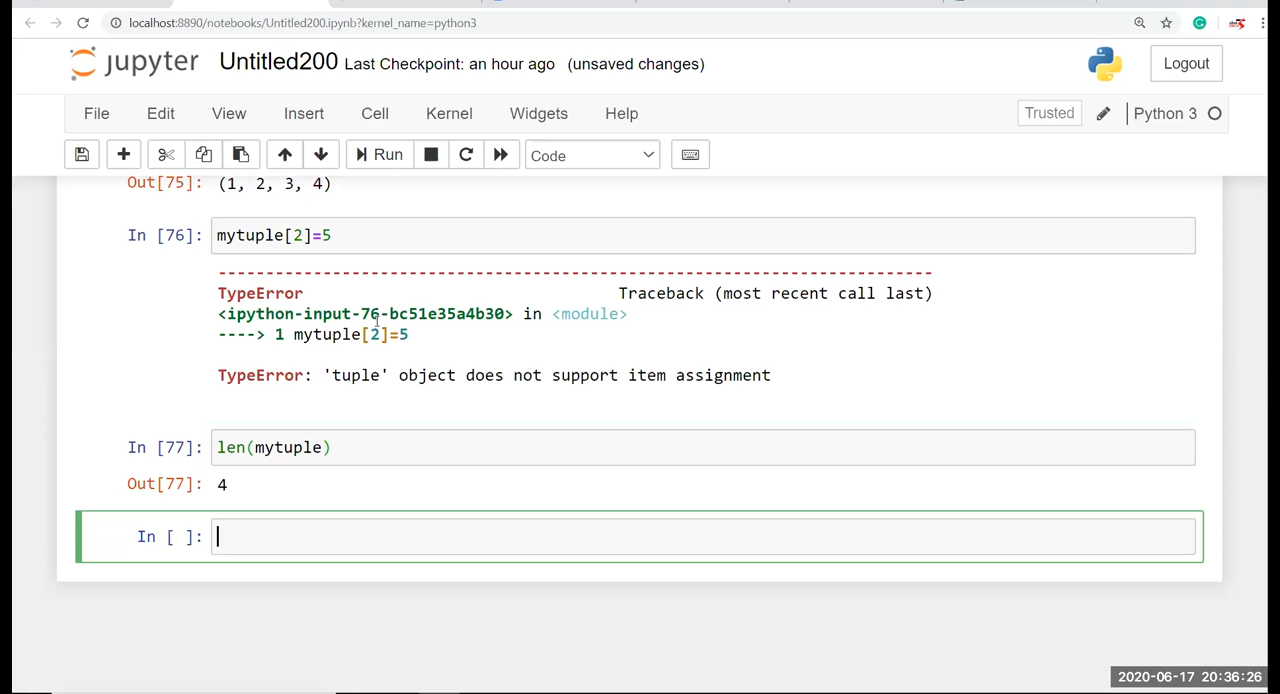 localhost:8890/notebooks/Untitled200.ipynb?kernel_name=python3
jupyter Untitled200 Last Checkpoint: an hour ago (unsaved changes) Logout
File Edit View Insert Cell Kernel Widgets Help Trusted Python 3
Run Code
Out[75]: (1, 2, 3, 4)
In [76]: mytuple[2]=5
---------------------------------------------------------------------------
TypeError Traceback (most recent call last)
<ipython-input-76-bc51e35a4b30> in <module>
----> 1 mytuple[2]=5
TypeError: 'tuple' object does not support item assignment
In [77]: len(mytuple)
Out[77]: 4
In [ ]:
2020-06-17 20:36:26